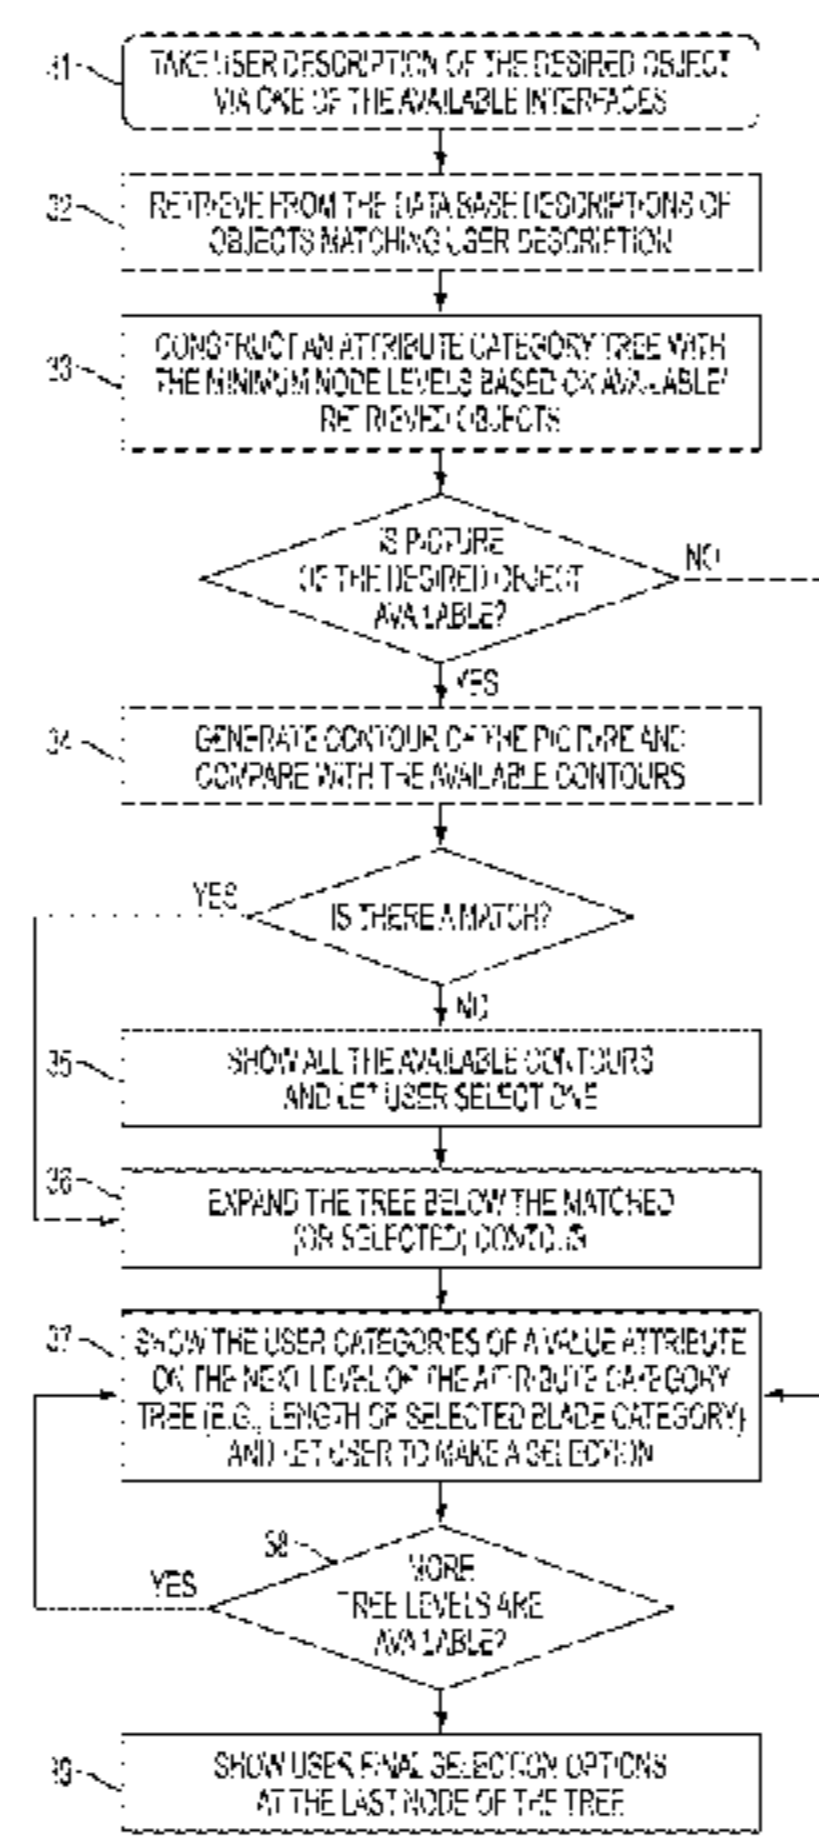 31
TAKE USER DESCRIPTION OF THE DESIRED OBJECT
VIA ONE OF THE AVAILABLE INTERFACES
32
RETRIEVE FROM THE DATA BASE DESCRIPTIONS OF
OBJECTS MATCHING USER DESCRIPTION
33
CONSTRUCT AN ATTRIBUTE CATEGORY TREE WITH
THE MINIMUM NODE LEVELS BASED ON AVAILABLE/
RETRIEVED OBJECTS
IS PICTURE
OF THE DESIRED OBJECT
AVAILABLE?
NO
YES
34
GENERATE CONTOUR OF THE PICTURE AND
COMPARE WITH THE AVAILABLE CONTOURS
YES
IS THERE A MATCH?
NO
35
SHOW ALL THE AVAILABLE CONTOURS
AND LET USER SELECT ONE
36
EXPAND THE TREE BELOW THE MATCHED
(OR SELECTED) CONTOUR
37
SHOW THE USER CATEGORIES OF A VALUE ATTRIBUTE
ON THE NEXT LEVEL OF THE ATTRIBUTE CATEGORY
TREE (E.G., LENGTH OF SELECTED BLADE CATEGORY)
AND LET USER TO MAKE A SELECTION
38
YES
MORE
TREE LEVELS ARE
AVAILABLE?
39
SHOW USER FINAL SELECTION OPTIONS
AT THE LAST NODE OF THE TREE